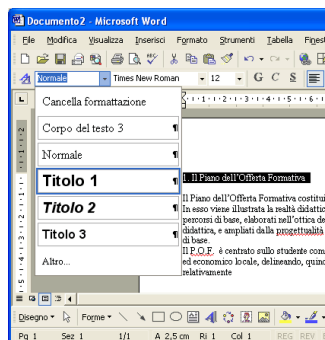 Documento2 - Microsoft Word
File Modifica Visualizza Inserisci Formato Strumenti Tabella Fines
Normale Times New Roman 12 G C S
Cancella formattazione
Corpo del testo 3 ¶
Normale ¶
Titolo 1 ¶
Titolo 2 ¶
Titolo 3 ¶
Altro...
1. Il Piano dell'Offerta Formativa
Il Piano dell'Offerta Formativa costitui
In esso viene illustrata la realtà didattic
percorsi di base, elaborati nell'ottica de
didattica, e ampliati dalla progettualità
di base.
Il P.O.F. è centrato sullo studente com
ed economico locale, delineando, quind
relativamente
Disegno Forme
Pg 1 Sez 1 1/1 A 2,5 cm Ri 1 Col 1 REG REV